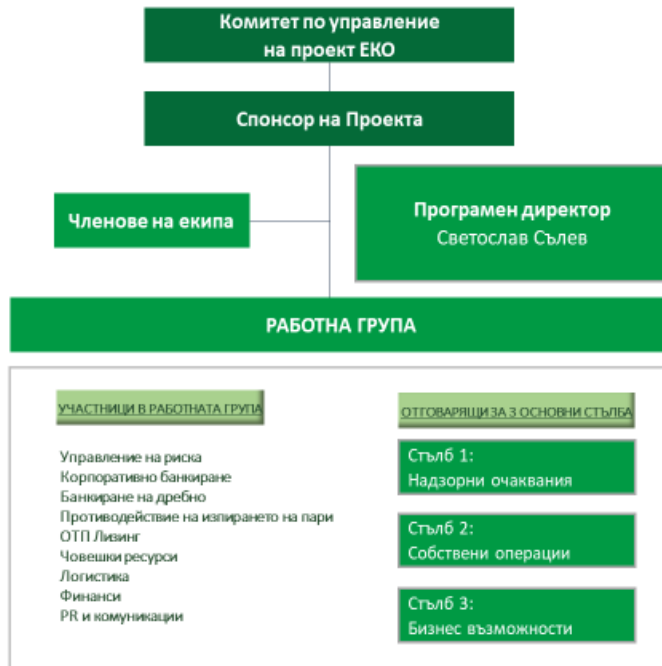 Комитет по управление
на проект ЕКО
Спонсор на Проекта
Членове на екипа
Програмен директор
Светослав Сълев
РАБОТНА ГРУПА
УЧАСТНИЦИ В РАБОТНАТА ГРУПА
Управление на риска
Корпоративно банкиране
Банкиране на дребно
Противодействие на изпирането на пари
ОТП Лизинг
Човешки ресурси
Логистика
Финанси
PR и комуникации
ОТГОВАРЯЩИ ЗА 3 ОСНОВНИ СТЪЛБА
Стълб 1:
Надзорни очаквания
Стълб 2:
Собствени операции
Стълб 3:
Бизнес възможности